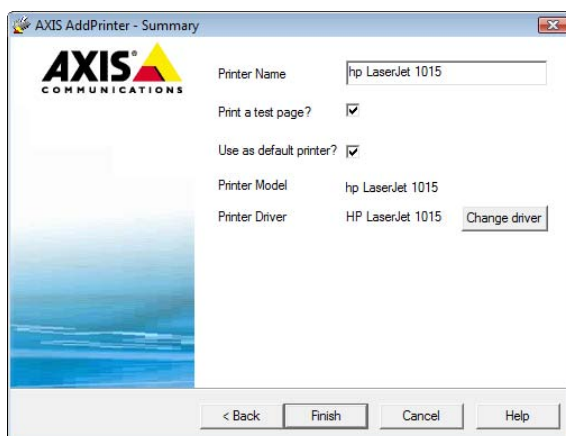 AXIS AddPrinter - Summary
AXIS
COMMUNICATIONS
Printer Name hp LaserJet 1015
Print a test page?
Use as default printer?
Printer Model hp LaserJet 1015
Printer Driver HP LaserJet 1015 Change driver
< Back Finish Cancel Help